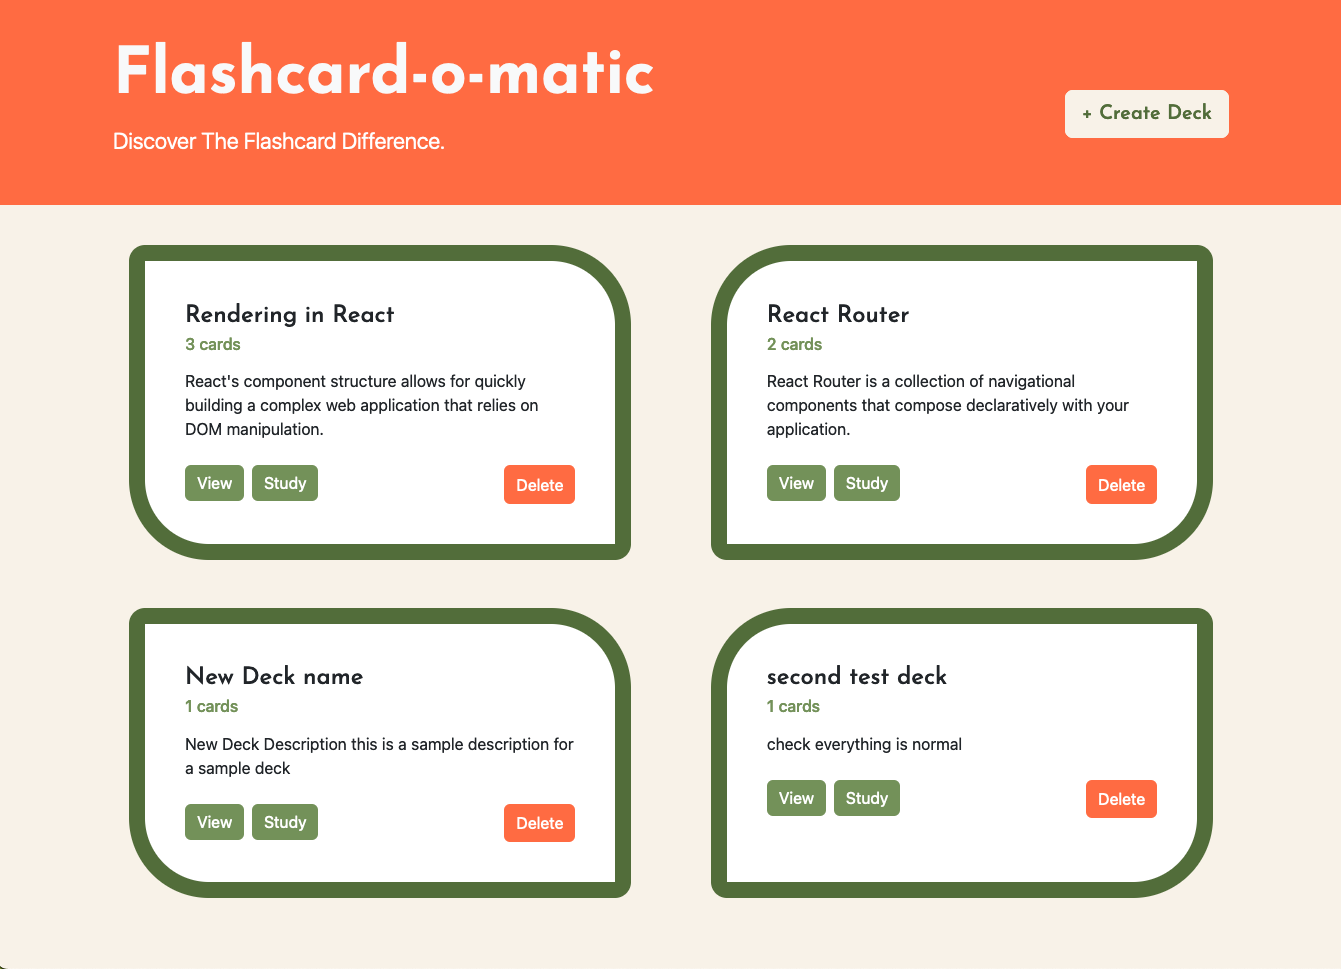 Flashcard-o-matic
Discover The Flashcard Difference.
+ Create Deck
Rendering in React
3 cards
React's component structure allows for quickly
building a complex web application that relies on
DOM manipulation.
View
Study
Delete
React Router
2 cards
React Router is a collection of navigational
components that compose declaratively with your
application.
View
Study
Delete
New Deck name
1 cards
New Deck Description this is a sample description for
a sample deck
View
Study
Delete
second test deck
1 cards
check everything is normal
View
Study
Delete